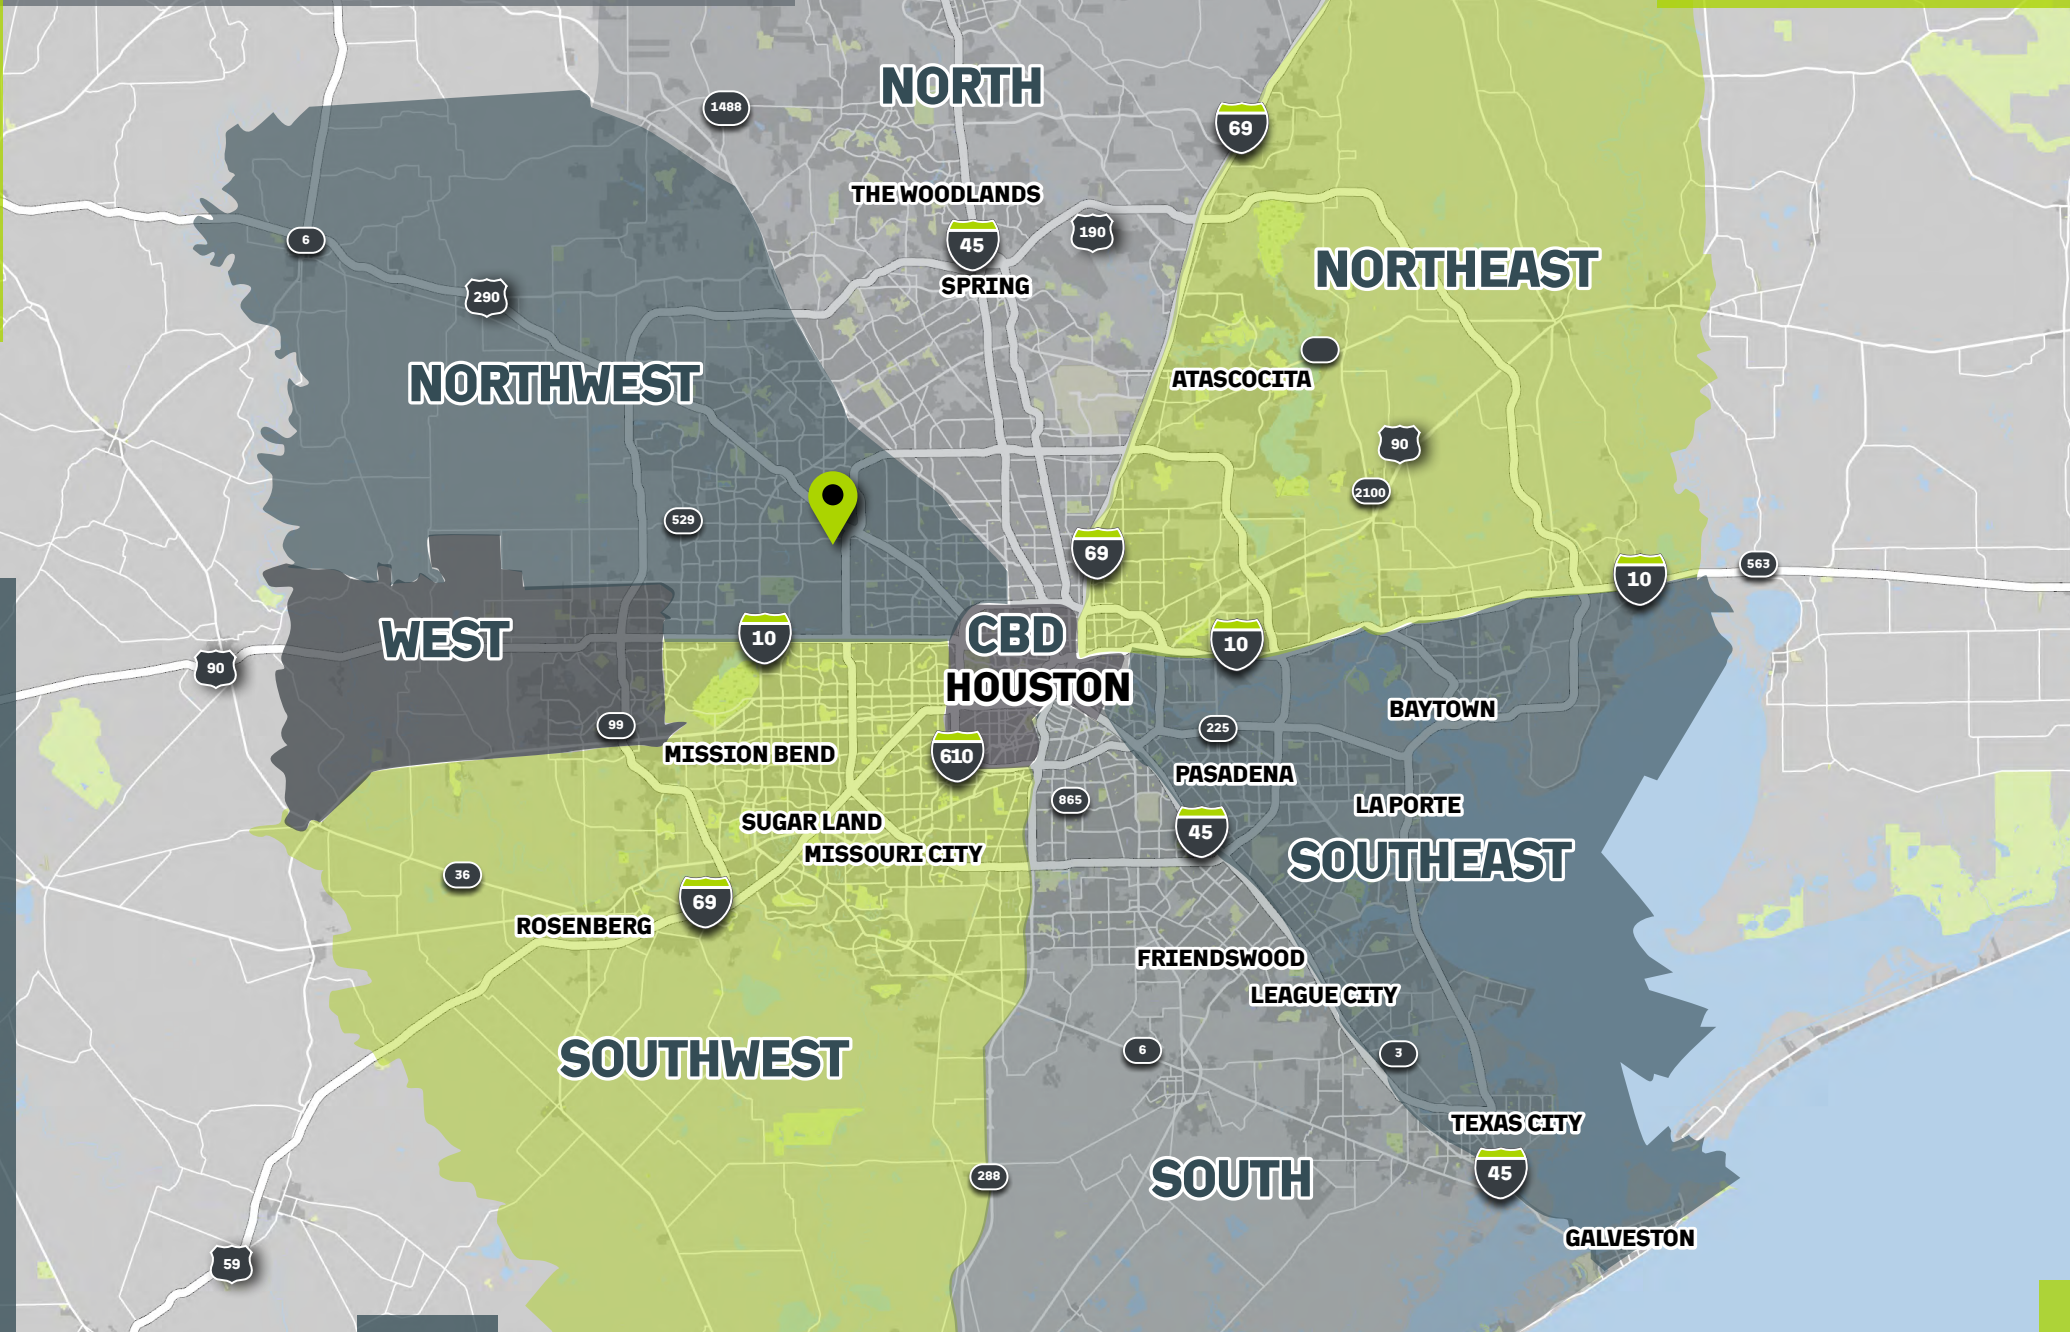 NORTH
1488
69
THE WOODLANDS
190
45
6
NORTHEAST
SPRING
290
NORTHWEST
ATASCOCITA
90
2100
529
69
563
10
WEST
10
CBD
10
90
HOUSTON
BAYTOWN
99
225
MISSION BEND
610
PASADENA
865
LA PORTE
SUGAR LAND
45
MISSOURI CITY
SOUTHEAST
36
69
ROSENBERG
FRIENDSWOOD
LEAGUE CITY
SOUTHWEST
6
3
TEXAS CITY
288
SOUTH
45
GALVESTON
59